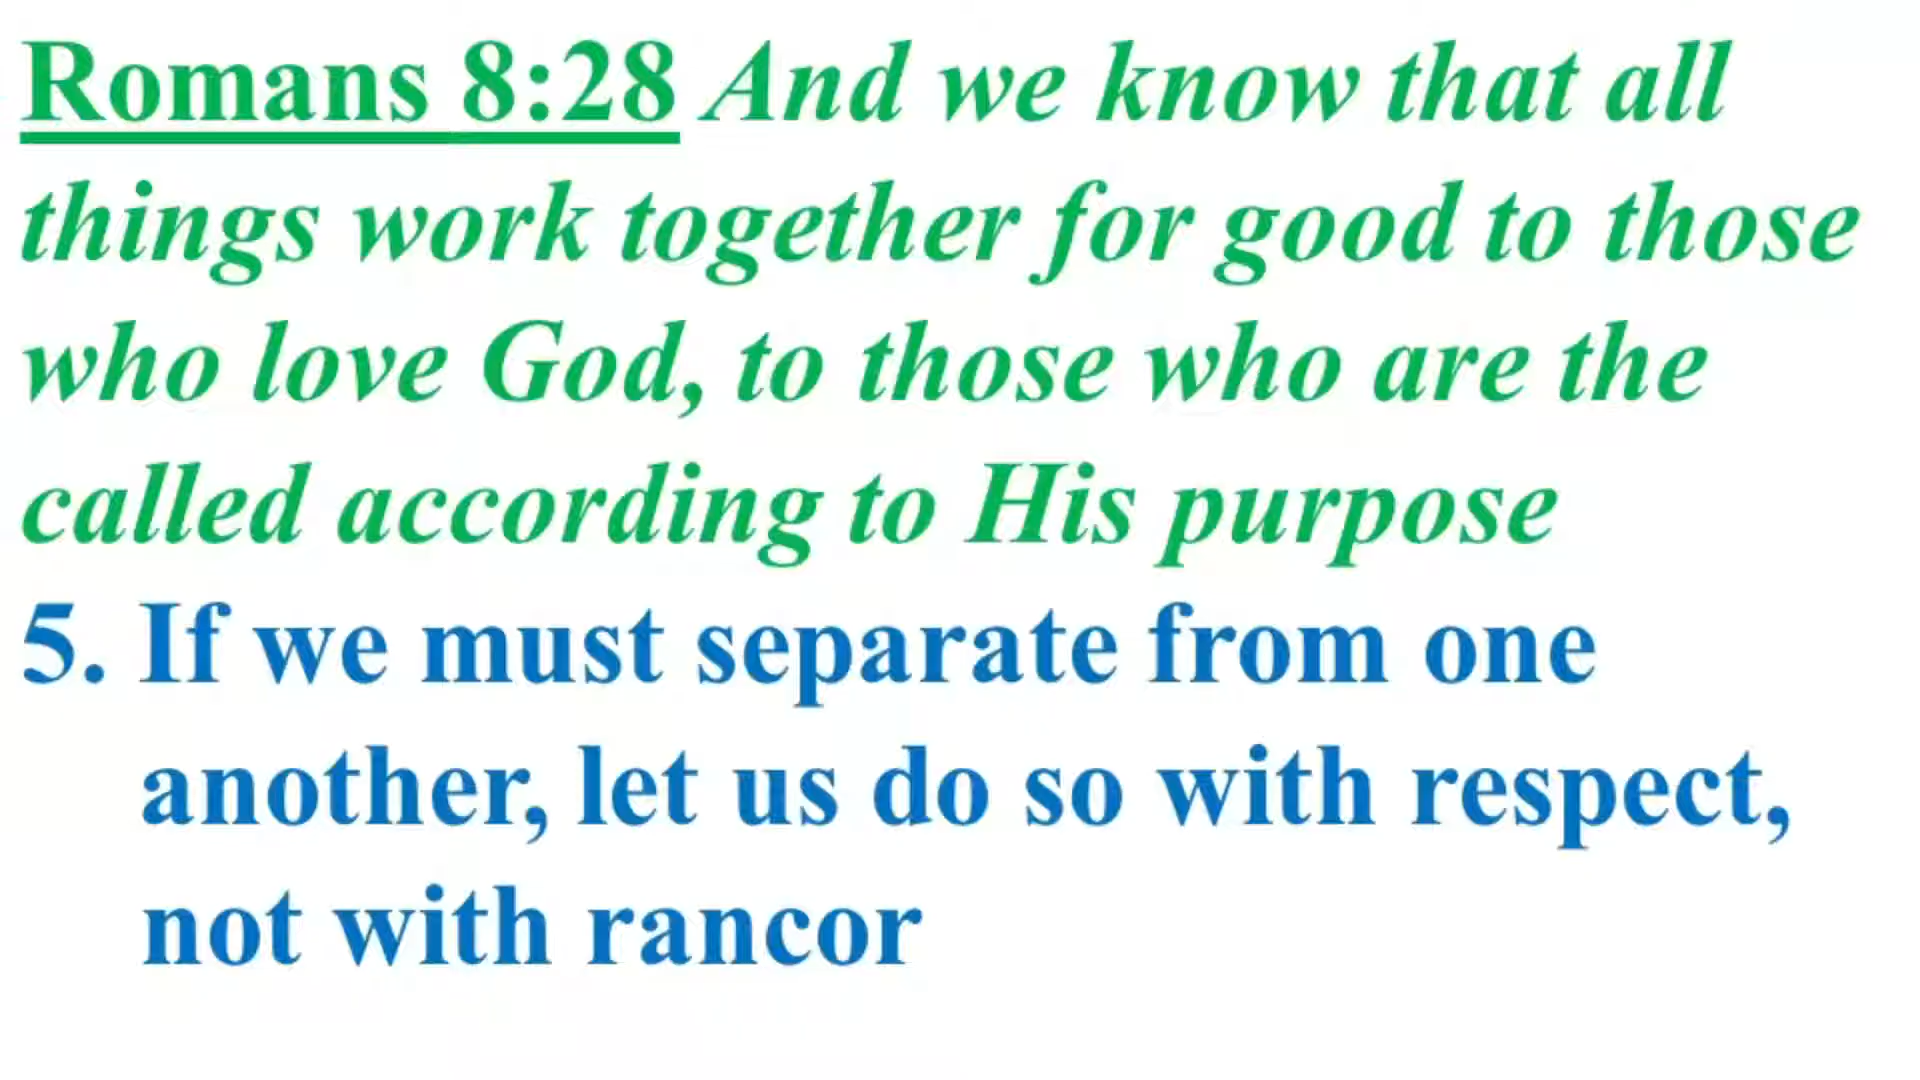 Romans 8:28 And we know that all
things work together for good to those
who love God, to those who are the
called according to His purpose
5. If we must separate from one
another, let us do so with respect,
not with rancor